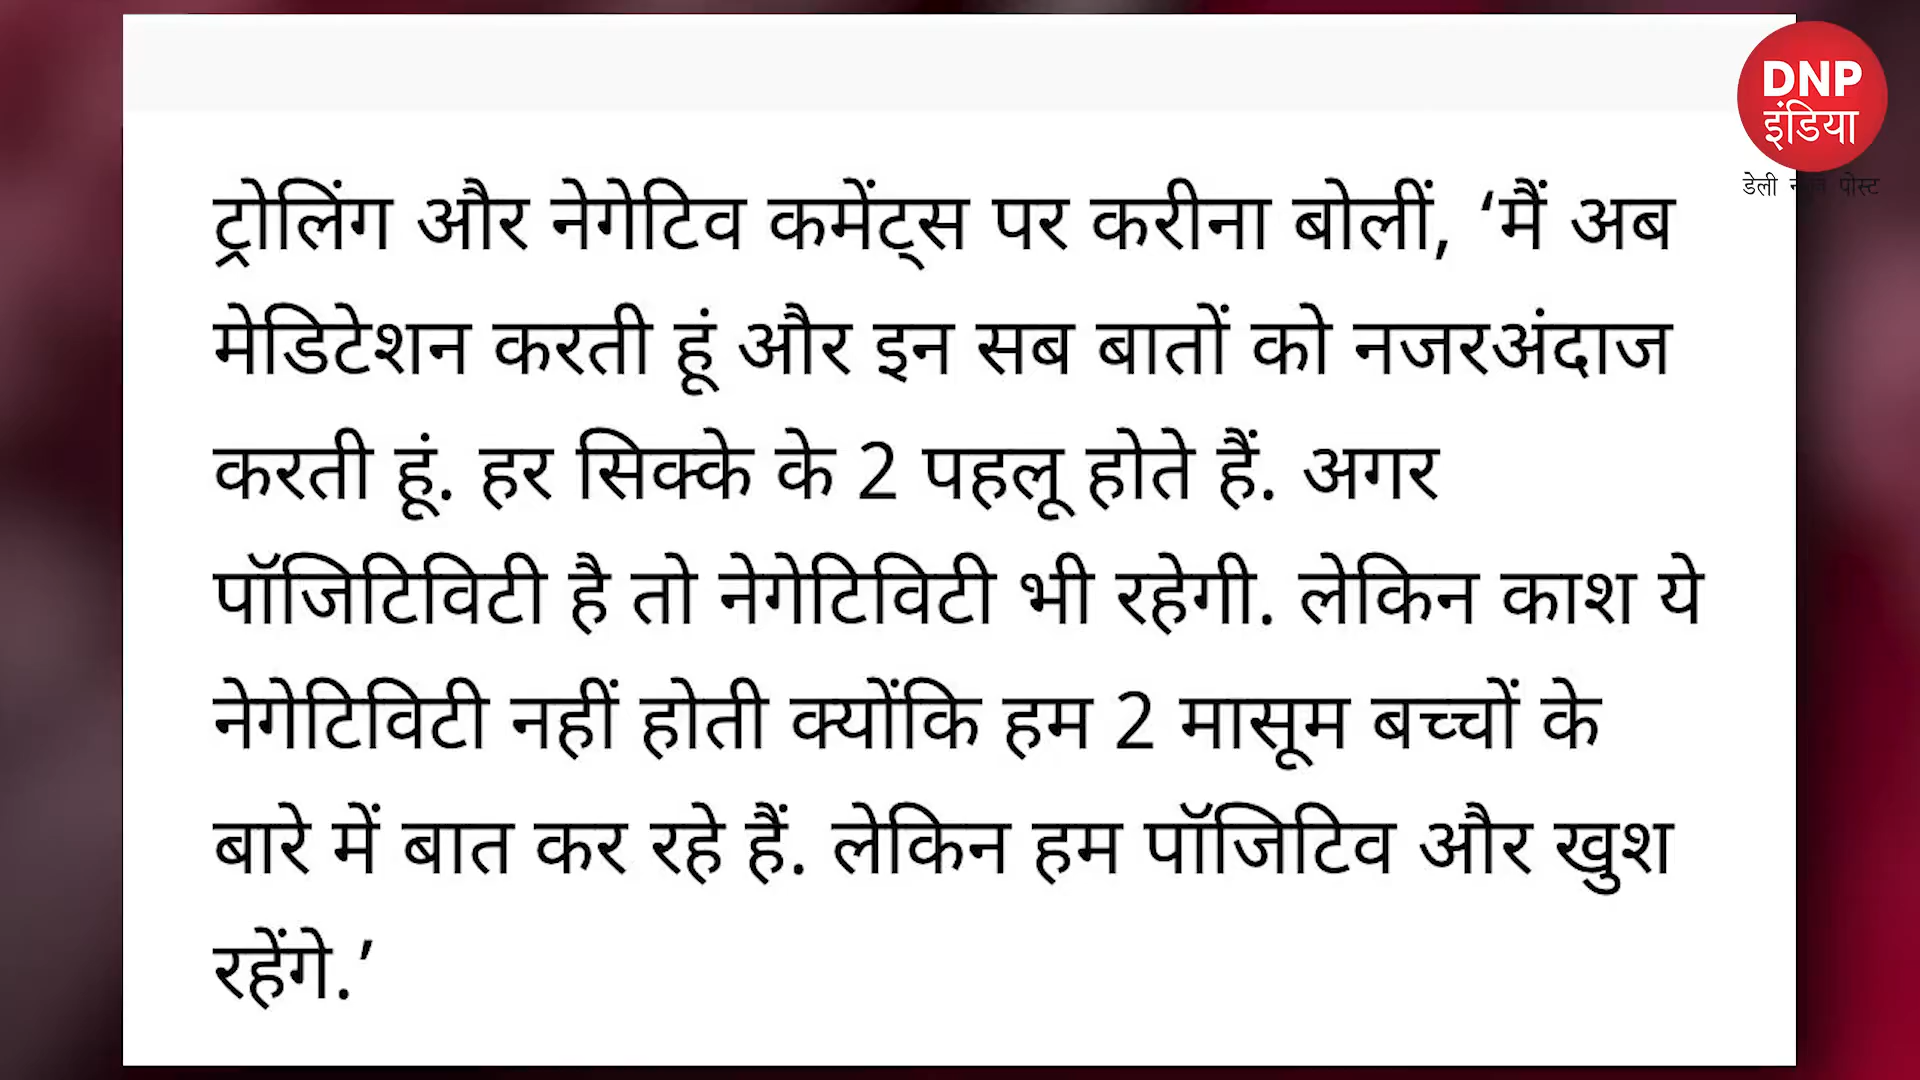 DNP
इंडिया
डेली न्यूज पोस्ट
ट्रोलिंग और नेगेटिव कमेंट्स पर करीना बोलीं, ‘मैं अब
मेडिटेशन करती हूं और इन सब बातों को नजरअंदाज
करती हूं. हर सिक्के के 2 पहलू होते हैं. अगर
पॉजिटिविटी है तो नेगेटिविटी भी रहेगी. लेकिन काश ये
नेगेटिविटी नहीं होती क्योंकि हम 2 मासूम बच्चों के
बारे में बात कर रहे हैं. लेकिन हम पॉजिटिव और खुश
रहेंगे.’